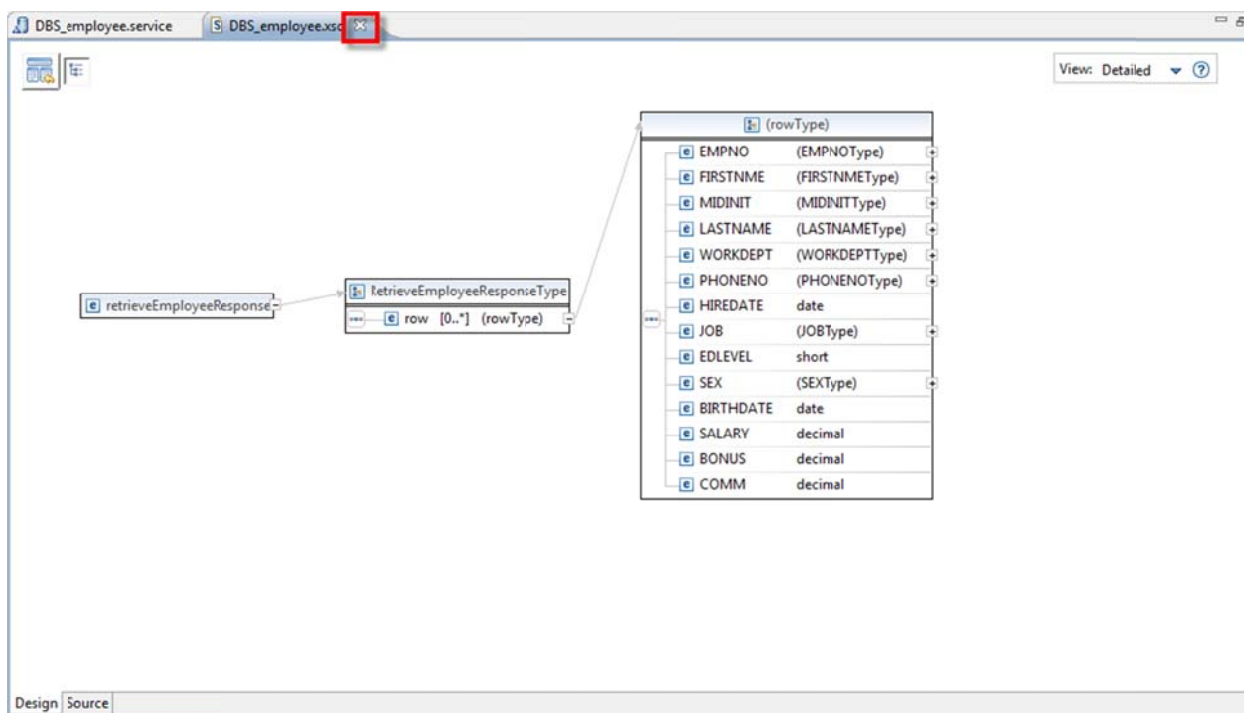 DBS_employee.service DBS_employee.xsd
View: Detailed
(rowType)
EMPNO (EMPNOType)
FIRSTNME (FIRSTNMEType)
MIDINIT (MIDINITType)
LASTNAME (LASTNAMEType)
WORKDEPT (WORKDEPTType)
PHONENO (PHONENOType)
HIREDATE date
JOB (JOBType)
EDLEVEL short
SEX (SEXType)
BIRTHDATE date
SALARY decimal
BONUS decimal
COMM decimal
retrieveEmployeeResponse
RetrieveEmployeeResponseType
row [0..*] (rowType)
Design Source